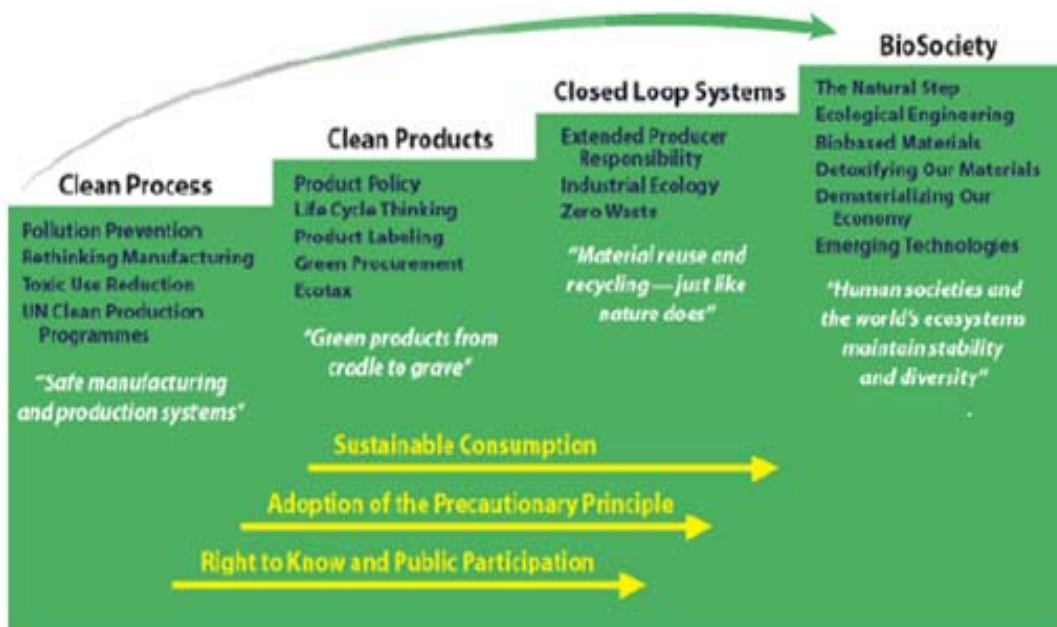 Clean Process
Pollution Prevention
Rethinking Manufacturing
Toxic Use Reduction
UN Clean Production
Programmes
"Safe manufacturing
and production systems"
Clean Products
Product Policy
Life Cycle Thinking
Product Labeling
Green Procurement
Ecotax
"Green products from
cradle to grave"
Closed Loop Systems
Extended Producer
Responsibility
Industrial Ecology
Zero Waste
"Material reuse and
recycling—just like
nature does"
BioSociety
The Natural Step
Ecological Engineering
Biobased Materials
Detoxifying Our Materials
Dematerializing Our
Economy
Emerging Technologies
"Human societies and
the world's ecosystems
maintain stability
and diversity"
Sustainable Consumption
Adoption of the Precautionary Principle
Right to Know and Public Participation